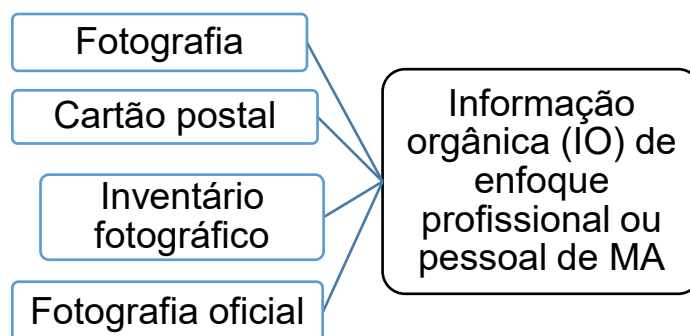 Fotografia
Cartão postal
Inventário
fotográfico
Fotografia oficial
Informação
orgânica (IO) de
enfoque
profissional ou
pessoal de MA